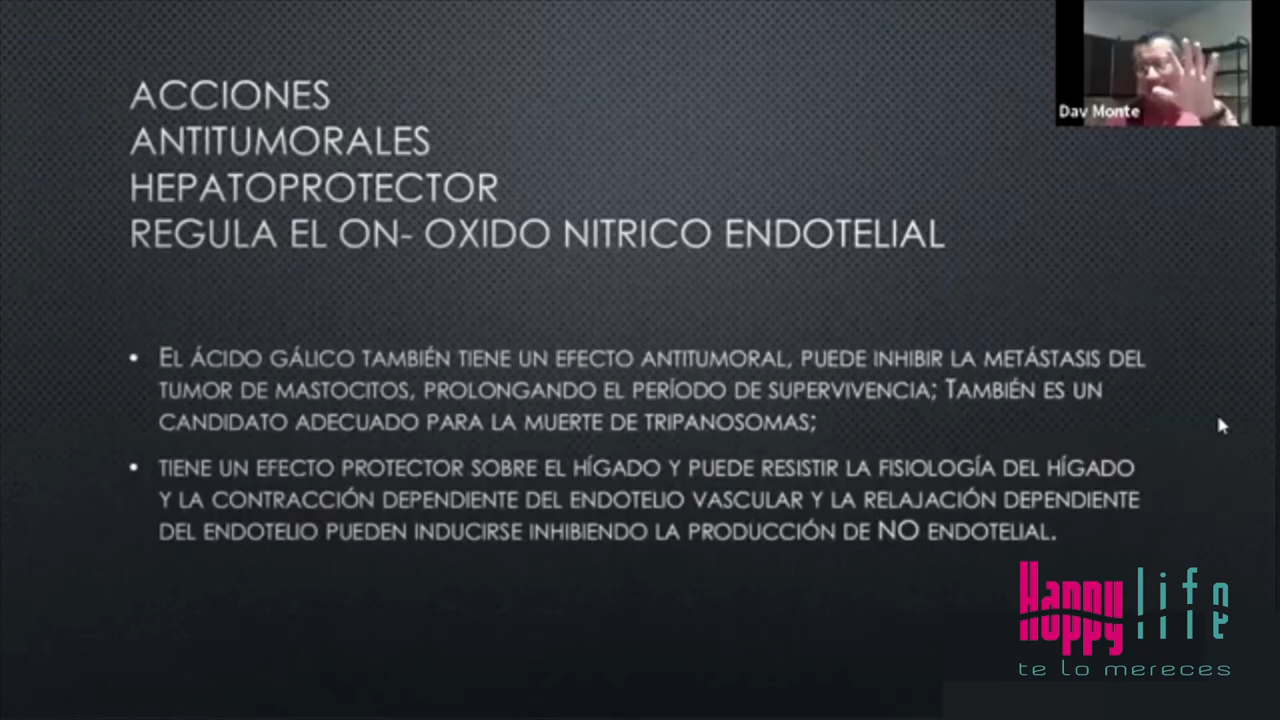 ACCIONES
ANTITUMORALES
HEPATOPROTECTOR
REGULA EL ON- OXIDO NITRICO ENDOTELIAL
Dav Monte
• EL ÁCIDO GÁLICO TAMBIÉN TIENE UN EFECTO ANTITUMORAL, PUEDE INHIBIR LA METÁSTASIS DEL
TUMOR DE MASTOCITOS, PROLONGANDO EL PERÍODO DE SUPERVIVENCIA; TAMBIÉN ES UN
CANDIDATO ADECUADO PARA LA MUERTE DE TRIPANOSOMAS;
• TIENE UN EFECTO PROTECTOR SOBRE EL HÍGADO Y PUEDE RESISTIR LA FISIOLOGÍA DEL HÍGADO
Y LA CONTRACCIÓN DEPENDIENTE DEL ENDOTELIO VASCULAR Y LA RELAJACIÓN DEPENDIENTE
DEL ENDOTELIO PUEDEN INDUCIRSE INHIBIENDO LA PRODUCCIÓN DE NO ENDOTELIAL.
Happy life
te lo mereces